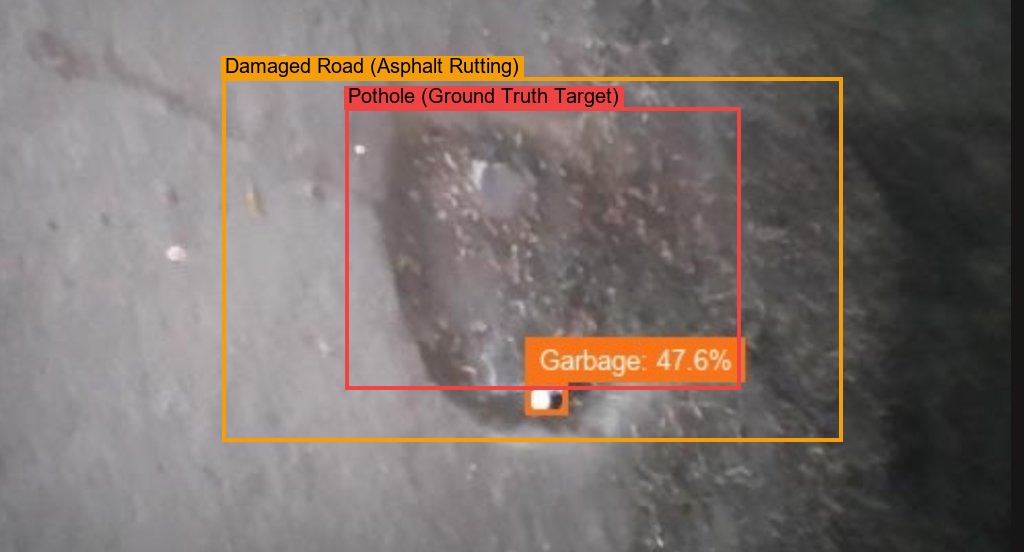 Damaged Road (Asphalt Rutting)
Pothole (Ground Truth Target)
Garbage: 47.6%